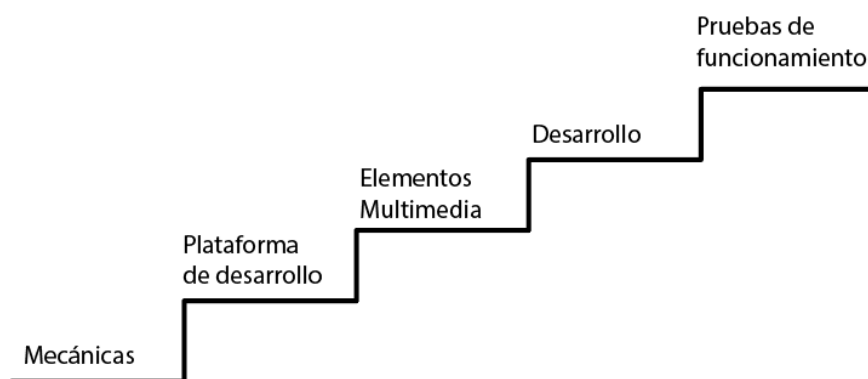 Pruebas de
funcionamiento
Desarrollo
Elementos
Multimedia
Plataforma
de desarrollo
Mecánicas